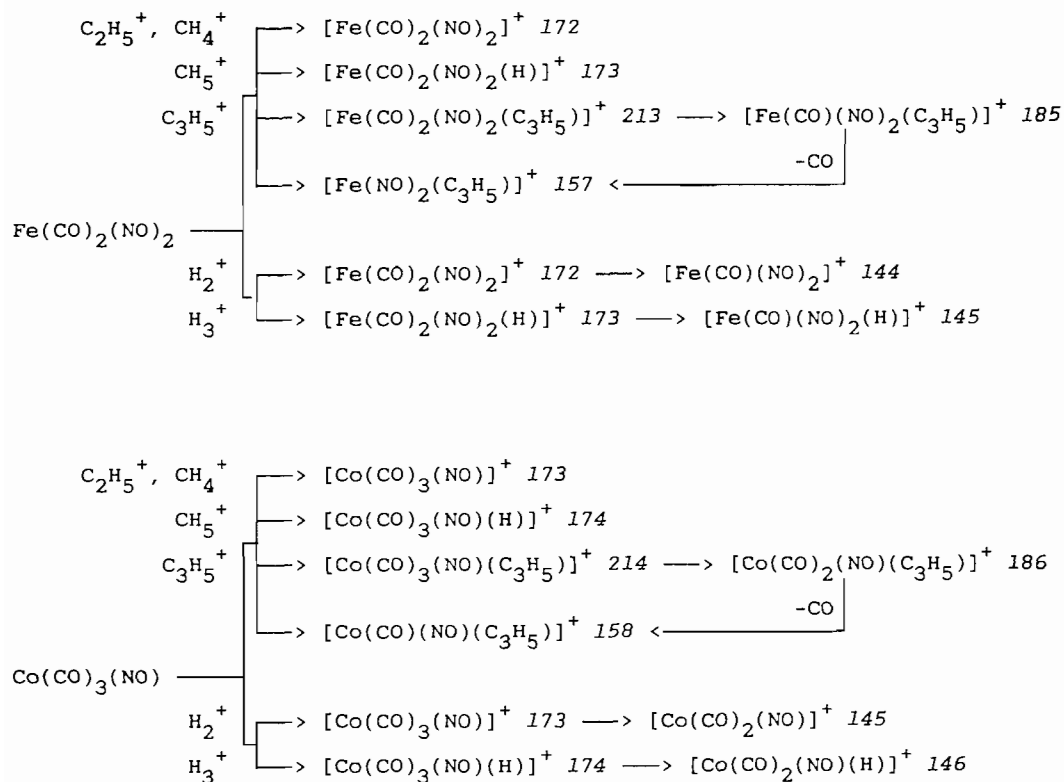 C2H5+, CH4+ ──> [Fe(CO)2(NO)2]+ 172
CH5+ ──> [Fe(CO)2(NO)2(H)]+ 173
C3H5+ ──> [Fe(CO)2(NO)2(C3H5)]+ 213 ──> [Fe(CO)(NO)2(C3H5)]+ 185
-CO
──> [Fe(NO)2(C3H5)]+ 157 <──
Fe(CO)2(NO)2
H2+ ──> [Fe(CO)2(NO)2]+ 172 ──> [Fe(CO)(NO)2]+ 144
H3+ ──> [Fe(CO)2(NO)2(H)]+ 173 ──> [Fe(CO)(NO)2(H)]+ 145
C2H5+, CH4+ ──> [Co(CO)3(NO)]+ 173
CH5+ ──> [Co(CO)3(NO)(H)]+ 174
C3H5+ ──> [Co(CO)3(NO)(C3H5)]+ 214 ──> [Co(CO)2(NO)(C3H5)]+ 186
-CO
──> [Co(CO)(NO)(C3H5)]+ 158 <──
Co(CO)3(NO)
H2+ ──> [Co(CO)3(NO)]+ 173 ──> [Co(CO)2(NO)]+ 145
H3+ ──> [Co(CO)3(NO)(H)]+ 174 ──> [Co(CO)2(NO)(H)]+ 146